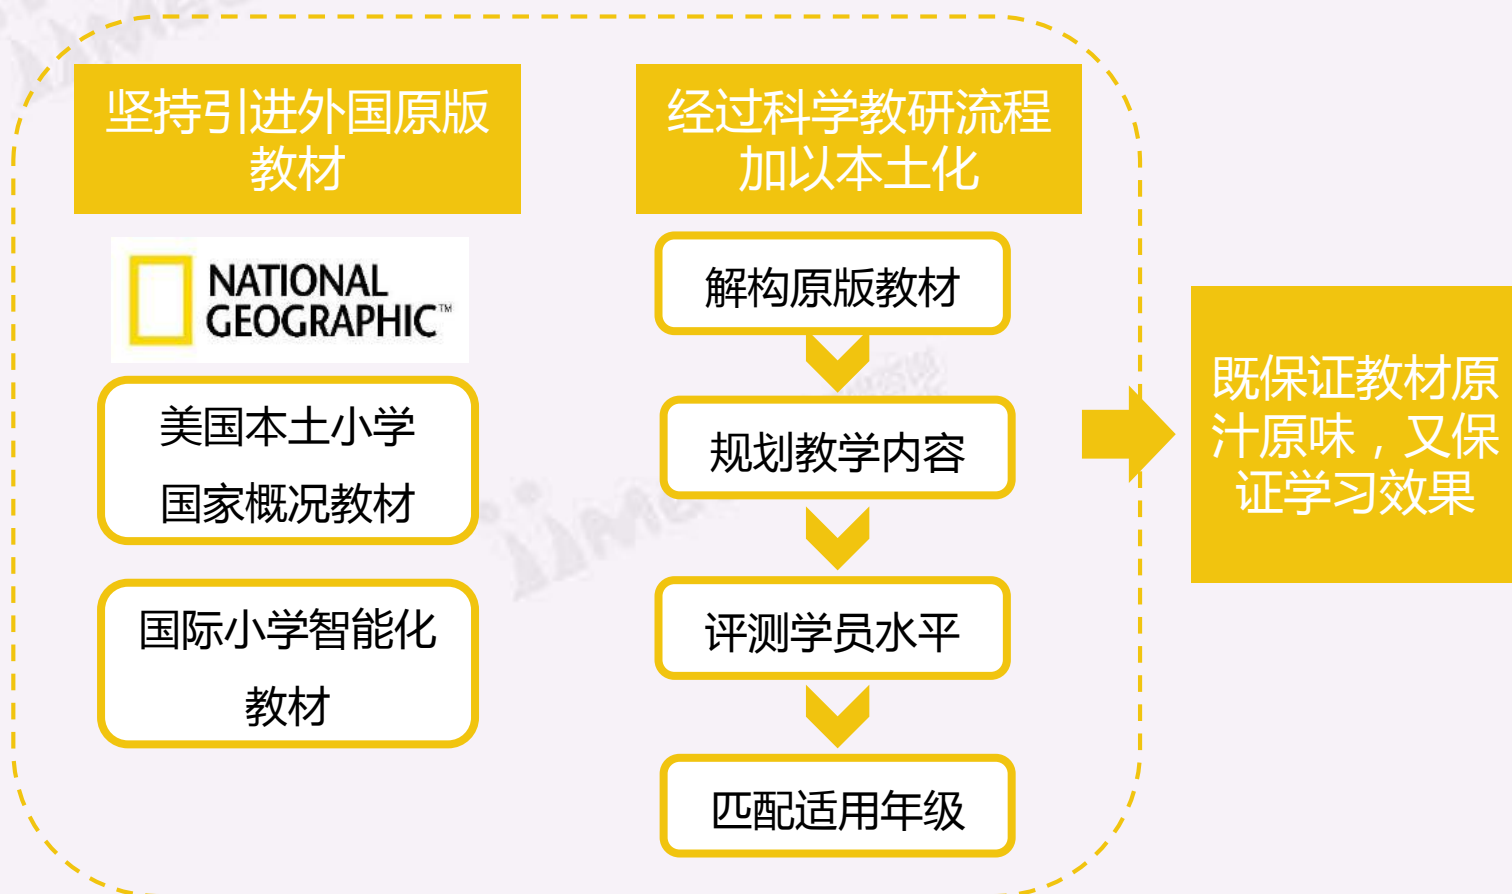 坚持引进外国原版
教材
NATIONAL
GEOGRAPHIC™
美国本土小学
国家概况教材
国际小学智能化
教材
经过科学教研流程
加以本土化
解构原版教材
规划教学内容
评测学员水平
匹配适用年级
既保证教材原
汁原味，又保
证学习效果